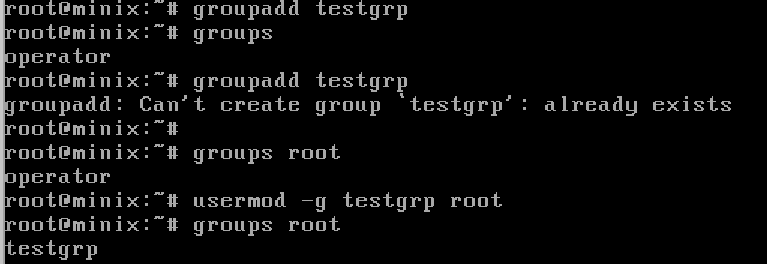 root@minix:~# groupadd testgrp
root@minix:~# groups
operator
root@minix:~# groupadd testgrp
groupadd: Can't create group `testgrp': already exists
root@minix:~#
root@minix:~# groups root
operator
root@minix:~# usermod -g testgrp root
root@minix:~# groups root
testgrp